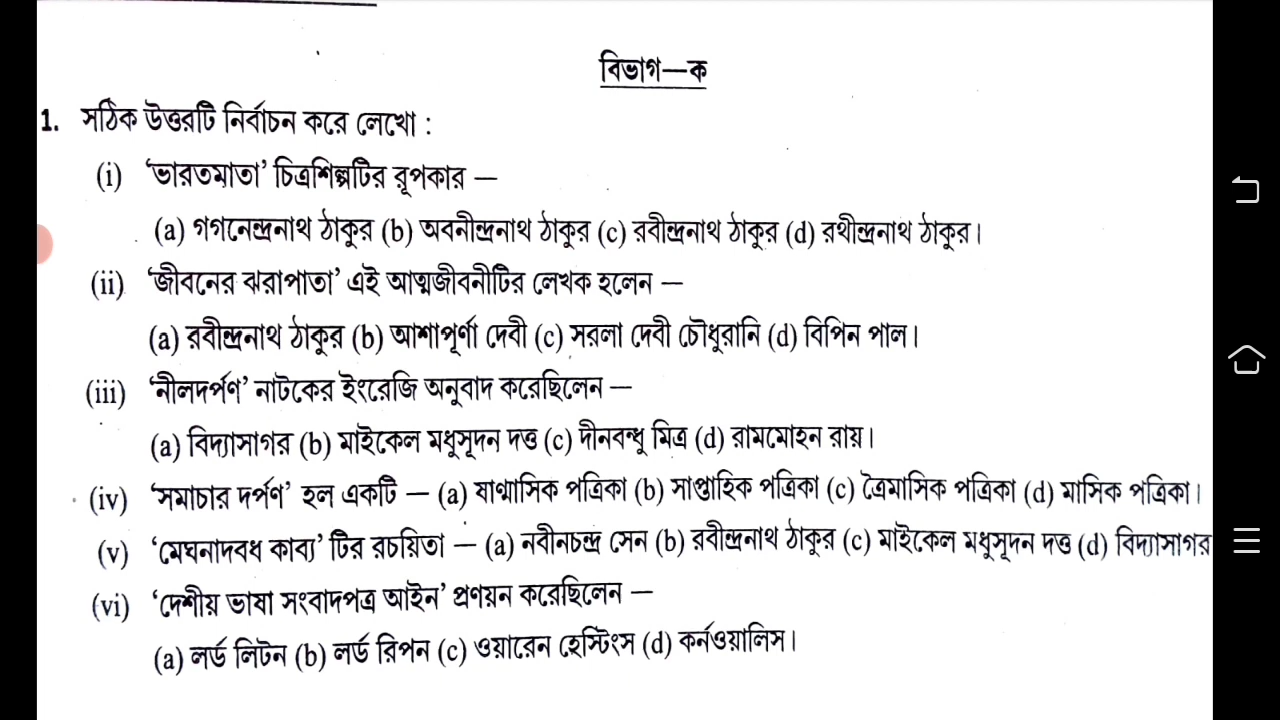 বিভাগ—ক
1. সঠিক উত্তরটি নির্বাচন করে লেখো :
(i) ‘ভারতমাতা’ চিত্রশিল্পটির রূপকার —
(a) গগনেন্দ্রনাথ ঠাকুর (b) অবনীন্দ্রনাথ ঠাকুর (c) রবীন্দ্রনাথ ঠাকুর (d) রথীন্দ্রনাথ ঠাকুর।
(ii) ‘জীবনের ঝরাপাতা’ এই আত্মজীবনীটির লেখক হলেন —
(a) রবীন্দ্রনাথ ঠাকুর (b) আশাপূর্ণা দেবী (c) সরলা দেবী চৌধুরানি (d) বিপিন পাল।
(iii) ‘নীলদর্পণ’ নাটকের ইংরেজি অনুবাদ করেছিলেন —
(a) বিদ্যাসাগর (b) মাইকেল মধুসূদন দত্ত (c) দীনবন্ধু মিত্র (d) রামমোহন রায়।
(iv) ‘সমাচার দর্পণ’ হল একটি — (a) ষাণ্মাসিক পত্রিকা (b) সাপ্তাহিক পত্রিকা (c) ত্রৈমাসিক পত্রিকা (d) মাসিক পত্রিকা।
(v) ‘মেঘনাদবধ কাব্য’ টির রচয়িতা — (a) নবীনচন্দ্র সেন (b) রবীন্দ্রনাথ ঠাকুর (c) মাইকেল মধুসূদন দত্ত (d) বিদ্যাসাগর
(vi) ‘দেশীয় ভাষা সংবাদপত্র আইন’ প্রণয়ন করেছিলেন —
(a) লর্ড লিটন (b) লর্ড রিপন (c) ওয়ারেন হেস্টিংস (d) কর্নওয়ালিস।